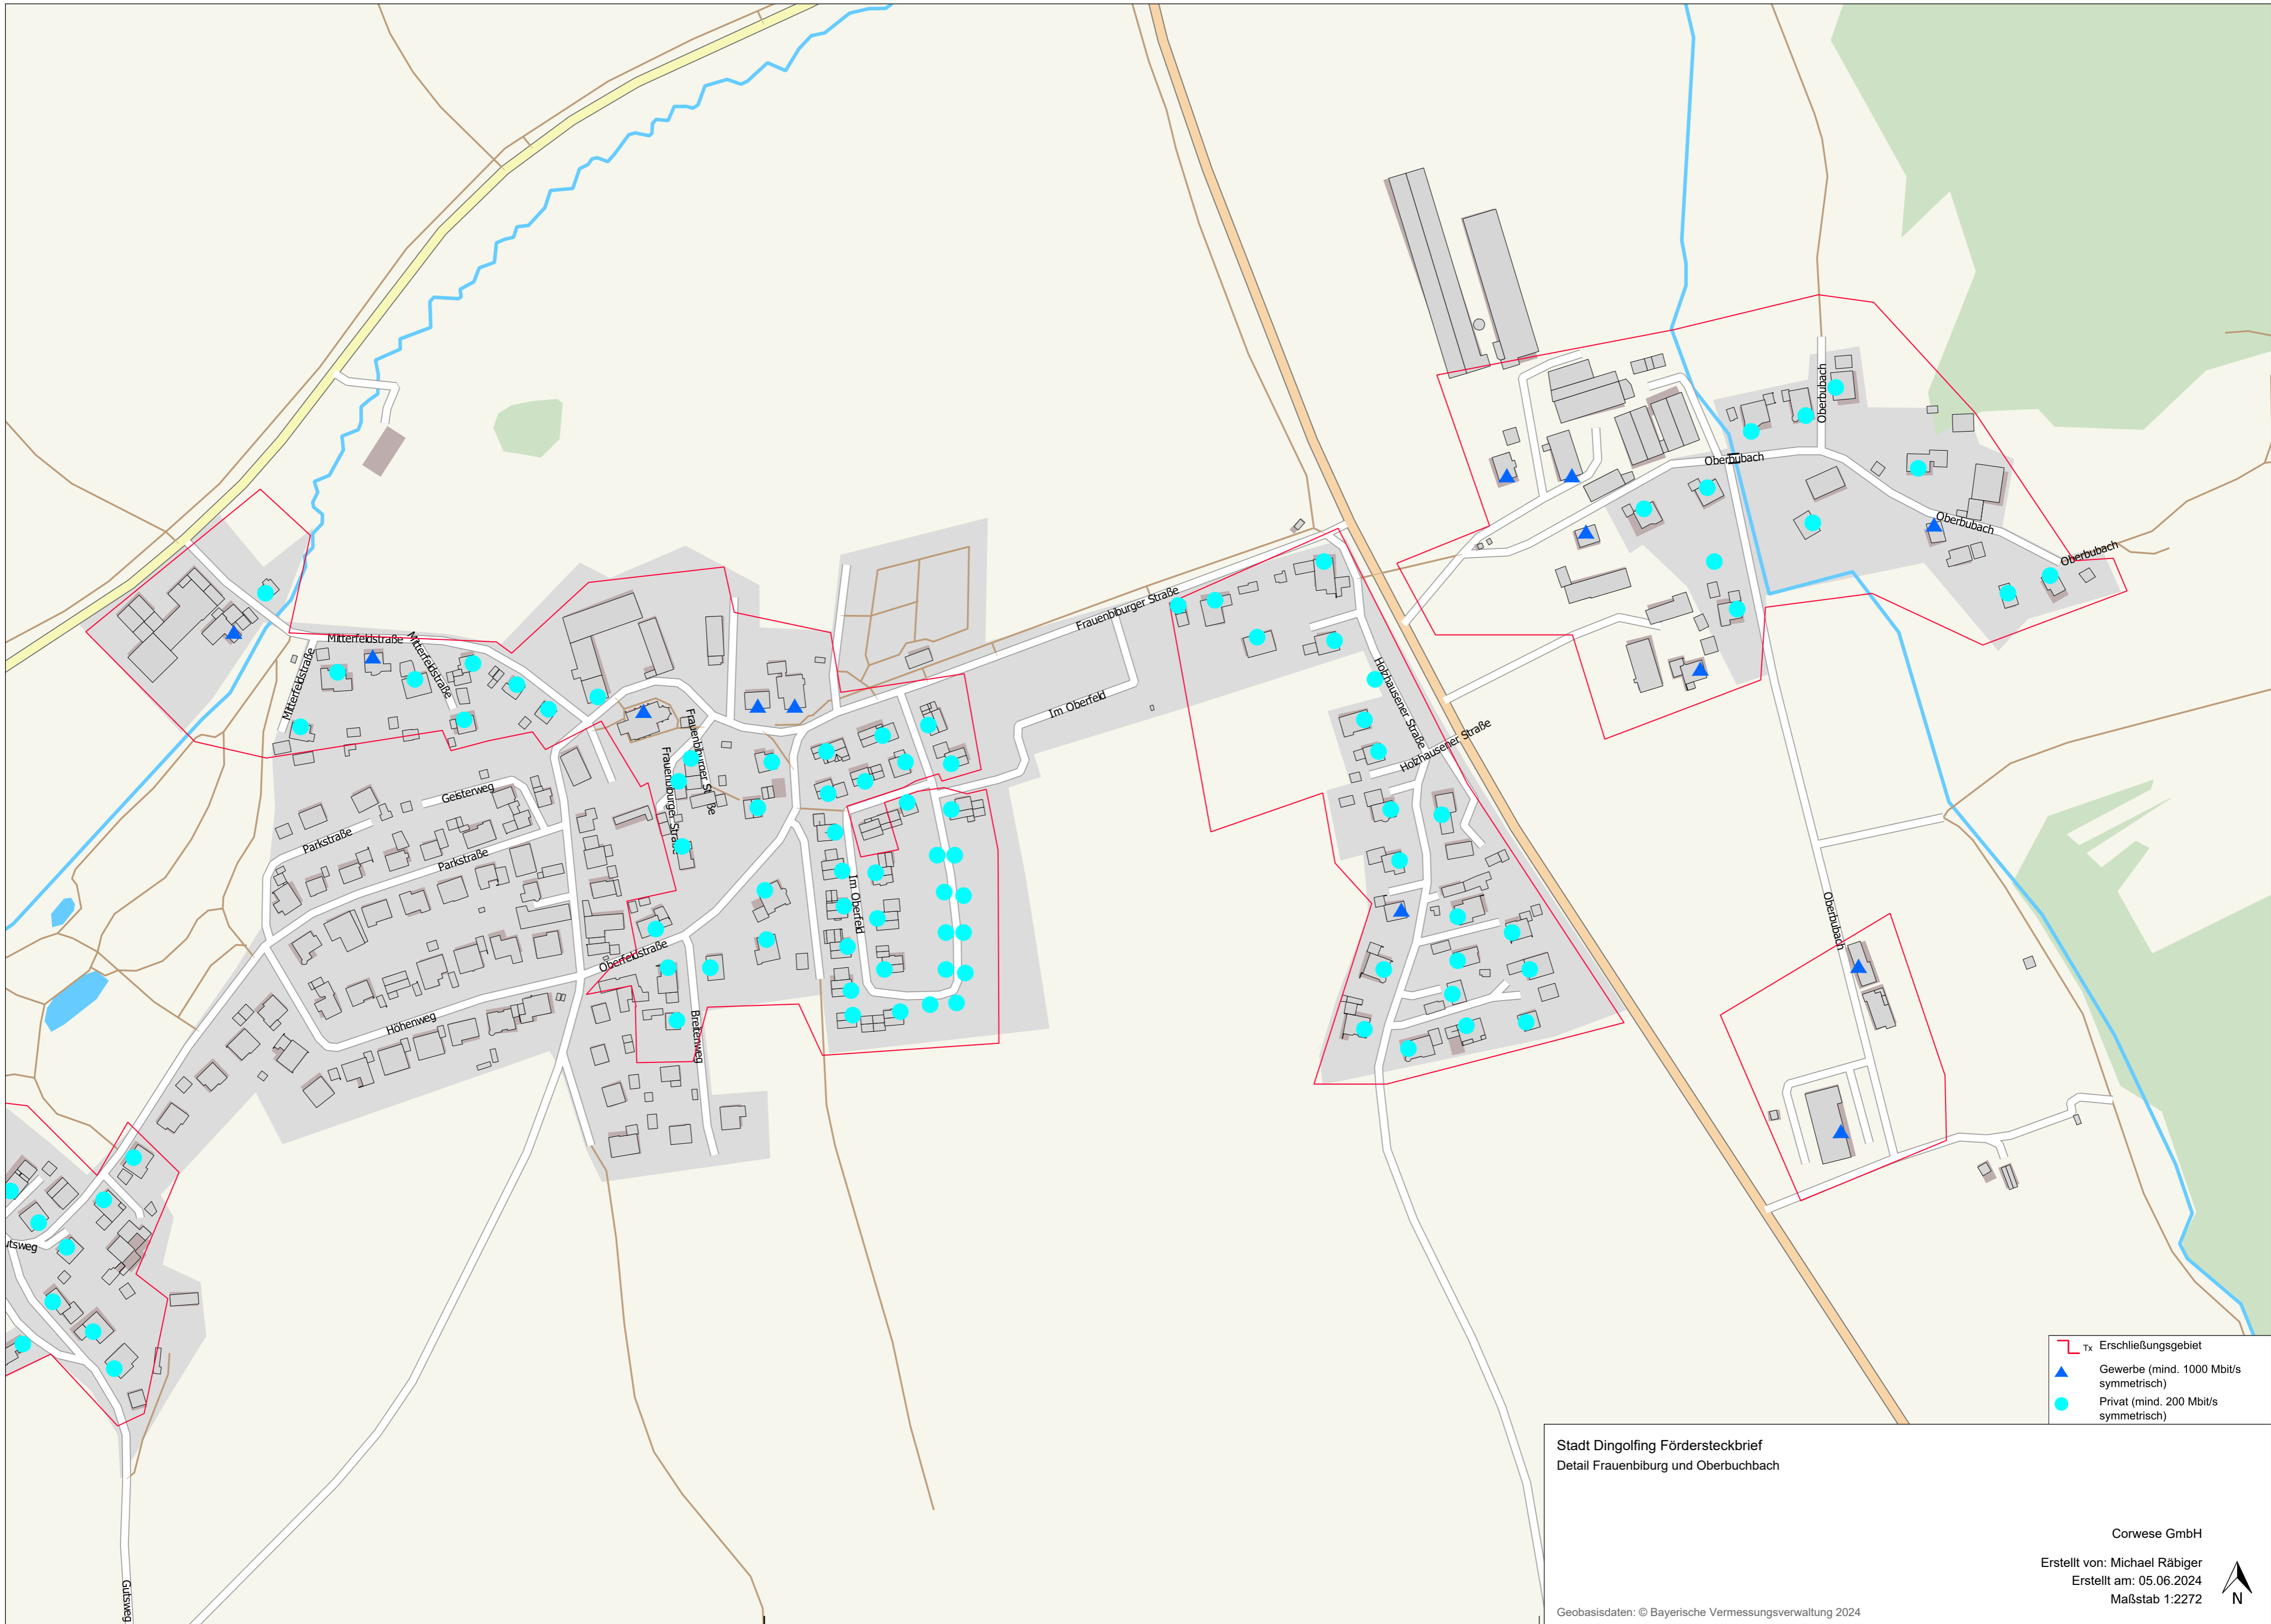 Oberbubach
Oberbubach
Oberbubach
Oberbubach
Frauenbiburger Straße
Mitterfeldstraße
Mitterfeldstraße
Mitterfeldstraße
Holzhausener Straße
Im Oberfeld
Frauenbiburger Straße
Holzhausener Straße
Frauenbiburger Straße
Geisterweg
Parkstraße
Parkstraße
Im Oberfeld
Oberbubach
Oberfeldstraße
Höhenweg
Breitenweg
utsweg
Gutsweg
Tx Erschließungsgebiet
Gewerbe (mind. 1000 Mbit/s
symmetrisch)
Privat (mind. 200 Mbit/s
symmetrisch)
Stadt Dingolfing Fördersteckbrief
Detail Frauenbiburg und Oberbuchbach
Corwese GmbH
Erstellt von: Michael Räbiger
Erstellt am: 05.06.2024
Maßstab 1:2272
N
Geobasisdaten: © Bayerische Vermessungsverwaltung 2024